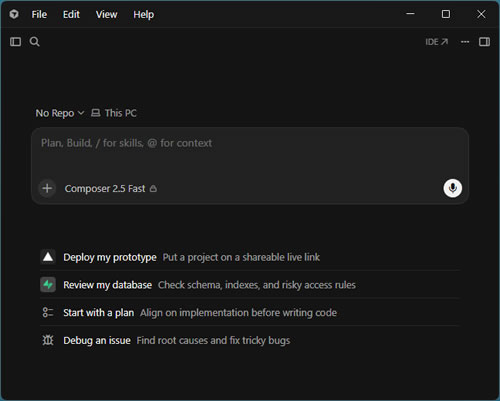 File Edit View Help
IDE
No Repo This PC
Plan, Build, / for skills, @ for context
Composer 2.5 Fast
Deploy my prototype Put a project on a shareable live link
Review my database Check schema, indexes, and risky access rules
Start with a plan Align on implementation before writing code
Debug an issue Find root causes and fix tricky bugs